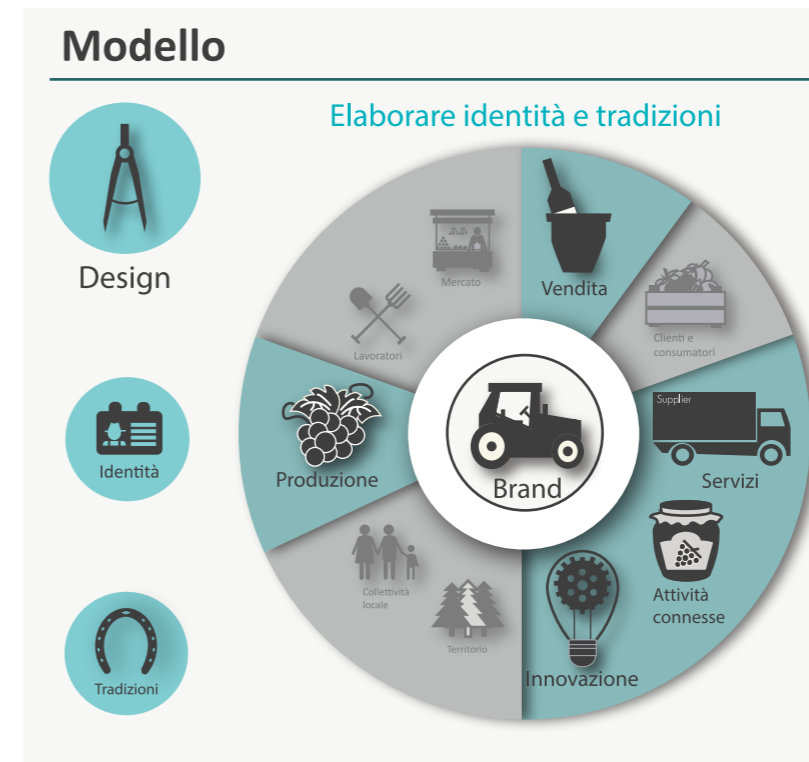 Modello
Elaborare identità e tradizioni
Design
Identità
Tradizioni
Mercato
Vendita
Lavoratori
Clienti e
consumatori
Supplier
Produzione
Brand
Servizi
Collettività
locale
Territorio
Attività
connesse
Innovazione